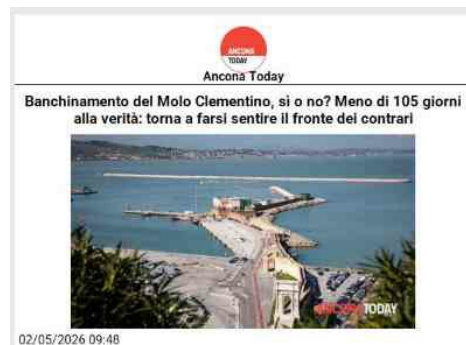 ANCONA
TODAY
Ancona Today
Banchinamento del Molo Clementino, sì o no? Meno di 105 giorni
alla verità: torna a farsi sentire il fronte dei contrari
ANCONA TODAY
02/05/2026 09:48